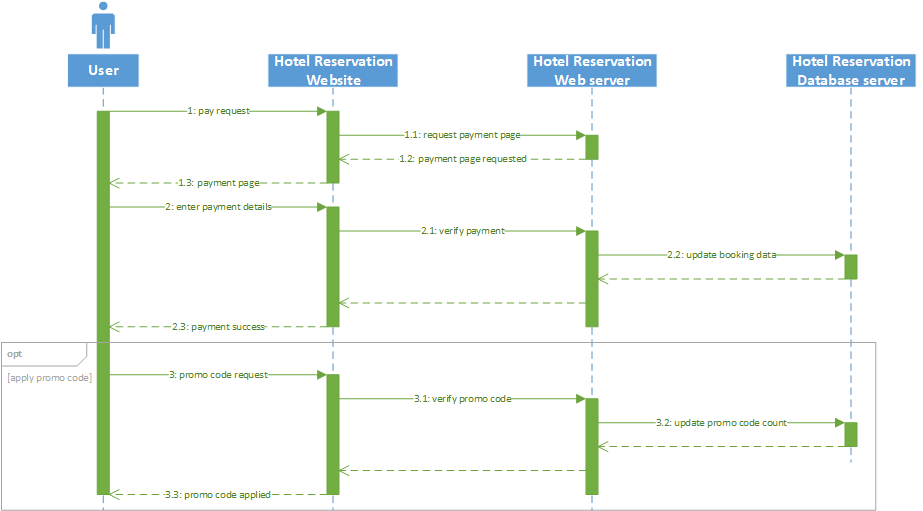 User
Hotel Reservation
Website
Hotel Reservation
Web server
Hotel Reservation
Database server
1: pay request
1.1: request payment page
1.2: payment page requested
1.3: payment page
2: enter payment details
2.1: verify payment
2.2: update booking data
2.3: payment success
opt
[apply promo code]
3: promo code request
3.1: verify promo code
3.2: update promo code count
3.3: promo code applied